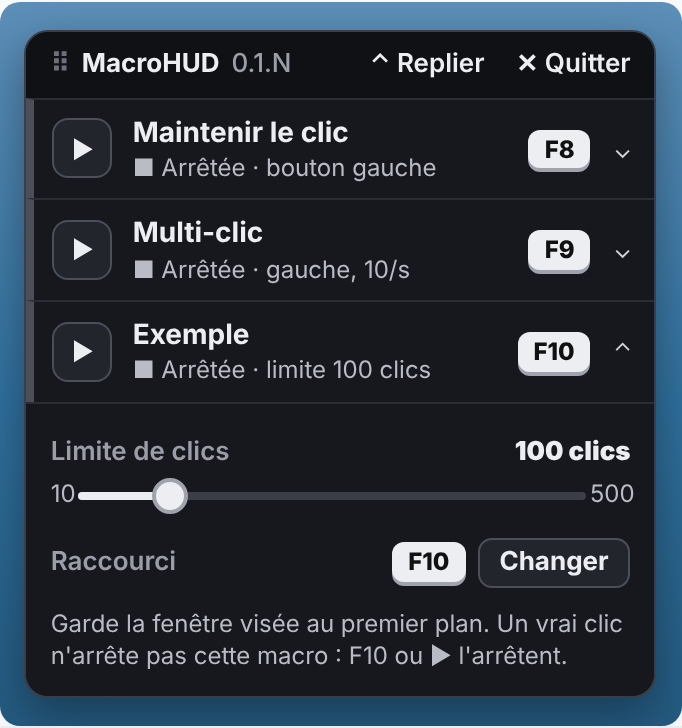 MacroHUD 0.1.N
^ Replier
✕ Quitter
▶ Maintenir le clic
■ Arrêtée · bouton gauche
F8
▶ Multi-clic
■ Arrêtée · gauche, 10/s
F9
▶ Exemple
■ Arrêtée · limite 100 clics
F10
Limite de clics 100 clics
10 500
Raccourci F10 Changer
Garde la fenêtre visée au premier plan. Un vrai clic
n'arrête pas cette macro : F10 ou ▶ l'arrêtent.